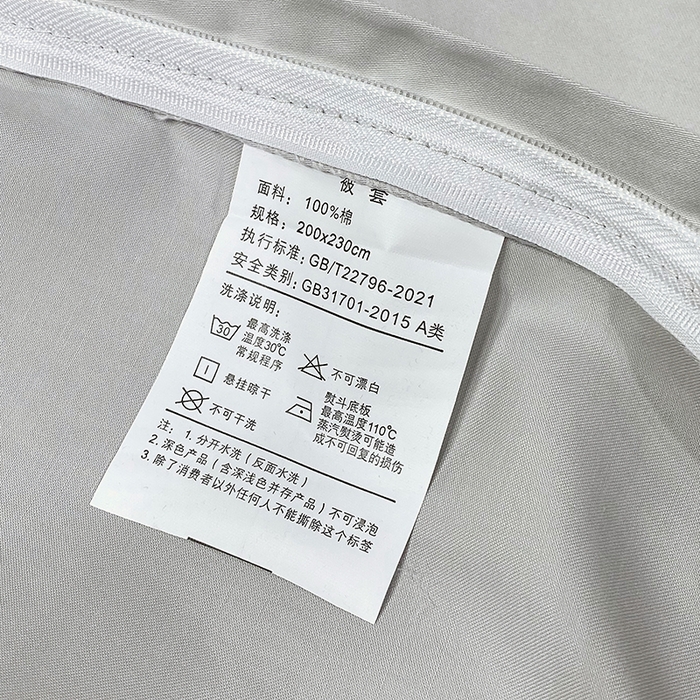 被套
面料：100%棉
规格：200x230cm
执行标准：GB/T22796-2021
安全类别：GB31701-2015 A类
洗涤说明：
30
最高洗涤
温度30℃
常规程序
不可漂白
悬挂晾干
熨斗底板
最高温度110℃
蒸汽熨烫可能造
成不可回复的损伤
不可干洗
注：1.分开水洗（反面水洗）
2.深色产品（含深浅色并存产品）不可浸泡
3.除了消费者以外任何人不能撕除这个标签